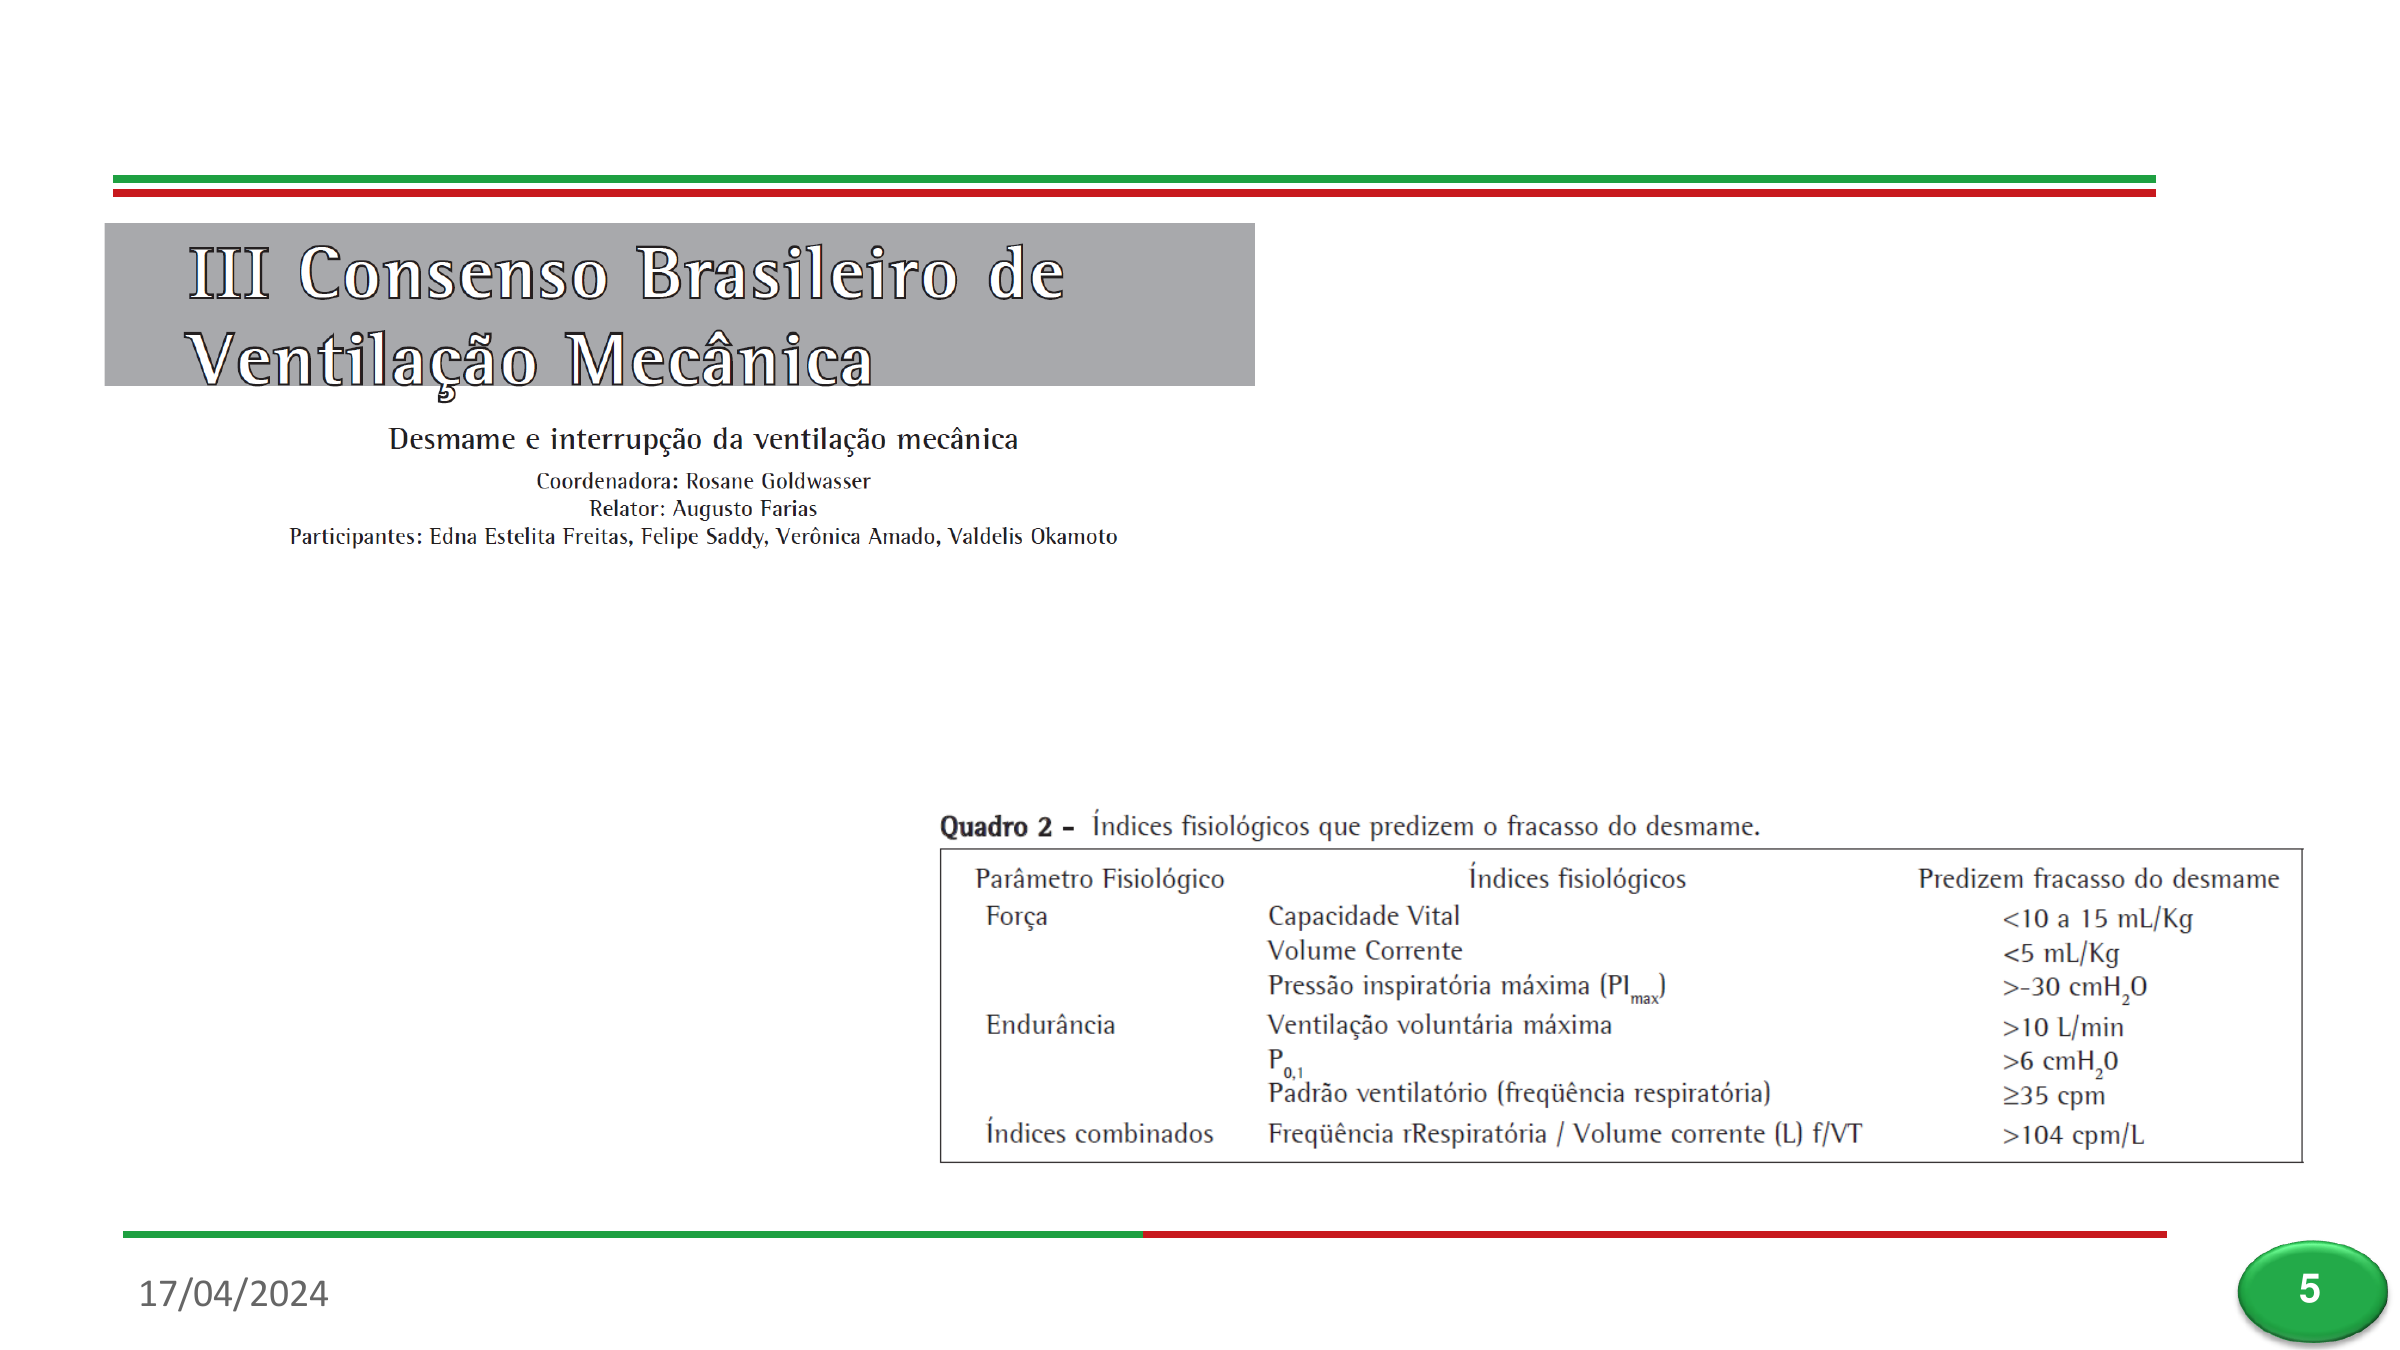 III Consenso Brasileiro de
Ventilação Mecânica
Desmame e interrupção da ventilação mecânica
Coordenadora: Rosane Goldwasser
Relator: Augusto Farias
Participantes: Edna Estelita Freitas, Felipe Saddy, Verônica Amado, Valdelis Okamoto
Quadro 2 - Índices fisiológicos que predizem o fracasso do desmame.
Parâmetro Fisiológico Índices fisiológicos Predizem fracasso do desmame
Força Capacidade Vital <10 a 15 mL/Kg
Volume Corrente <5 mL/Kg
Pressão inspiratória máxima (PImax) >-30 cmH2O
Endurância Ventilação voluntária máxima >10 L/min
P0,1 >6 cmH20
Padrão ventilatório (freqüência respiratória) ≥35 cpm
Índices combinados Freqüência rRespiratória / Volume corrente (L) f/VT >104 cpm/L
17/04/2024
5